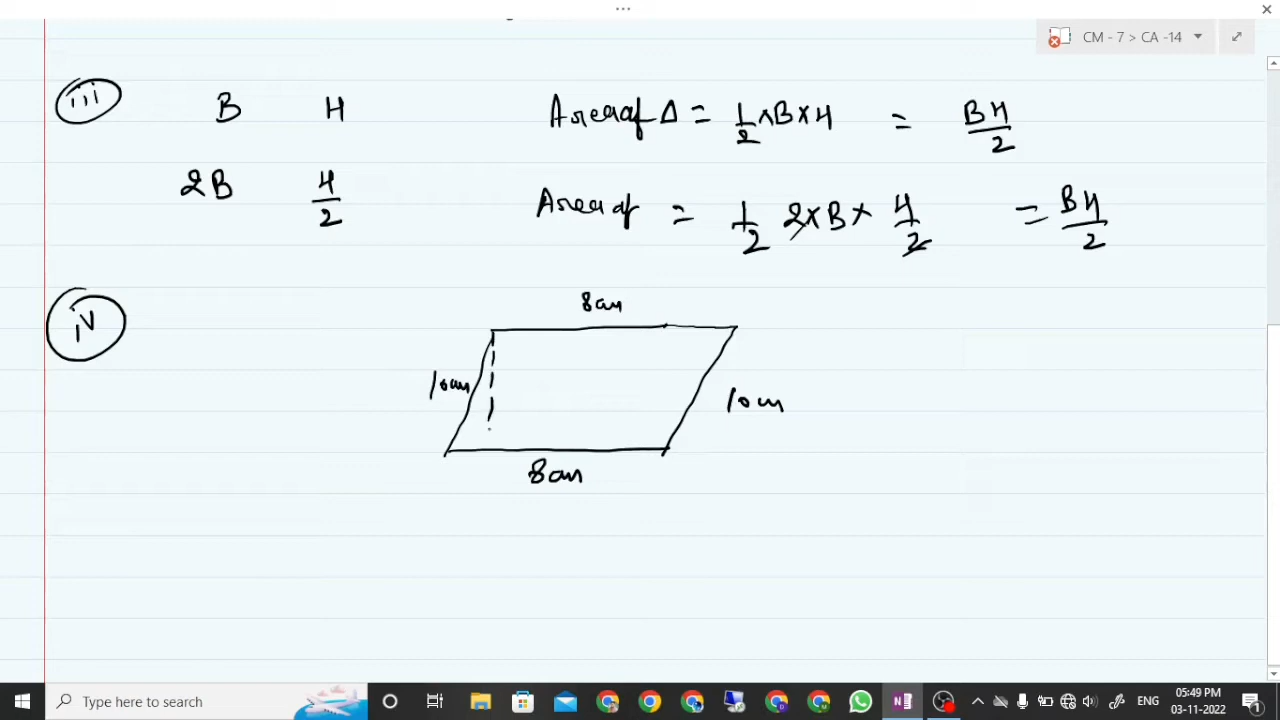 CM - 7 > CA -14
iii B H Area of Δ = 1/2 × B × H = BH/2
2B H/2 Area of = 1/2 2 × B × H/2 = BH/2
iv
8cm
10cm
10cm
8cm
Type here to search
ENG
05:49 PM
03-11-2022
1